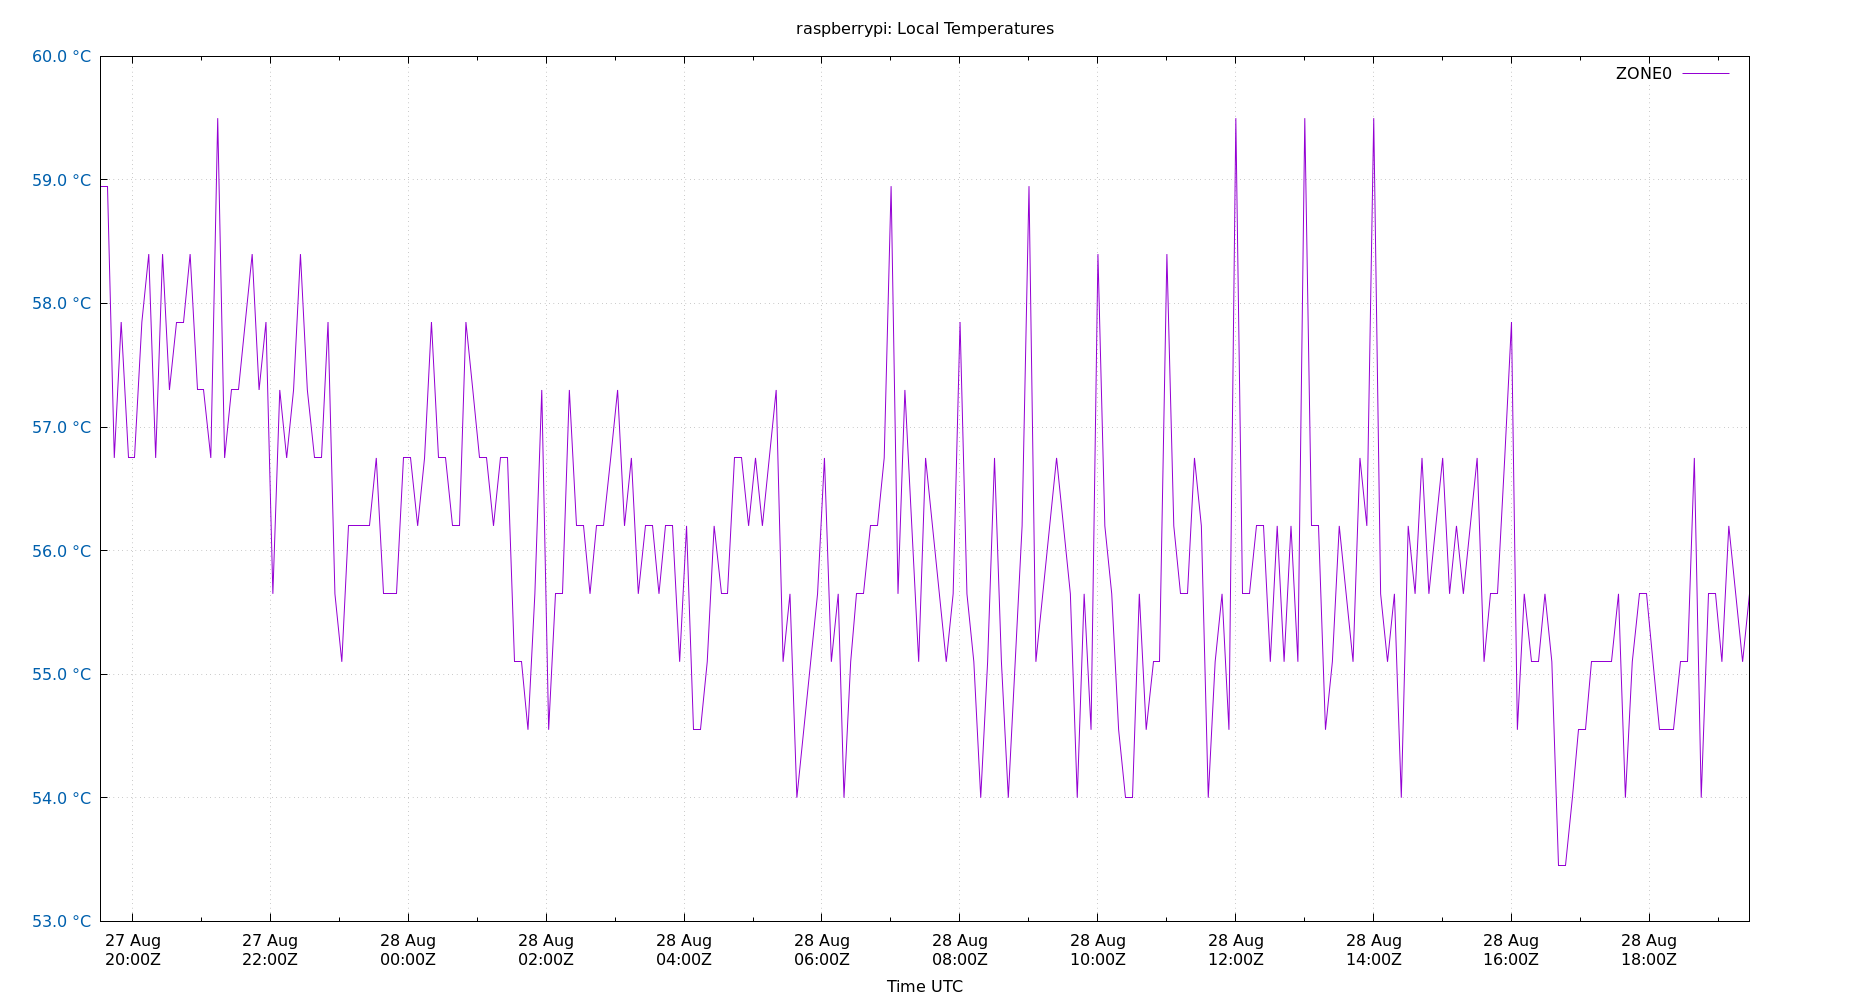 raspberrypi: Local Temperatures
60.0 °C
ZONE0
59.0 °C
58.0 °C
57.0 °C
56.0 °C
55.0 °C
54.0 °C
53.0 °C
27 Aug 27 Aug 28 Aug 28 Aug 28 Aug 28 Aug 28 Aug 28 Aug 28 Aug 28 Aug 28 Aug 28 Aug
20:00Z 22:00Z 00:00Z 02:00Z 04:00Z 06:00Z 08:00Z 10:00Z 12:00Z 14:00Z 16:00Z 18:00Z
Time UTC